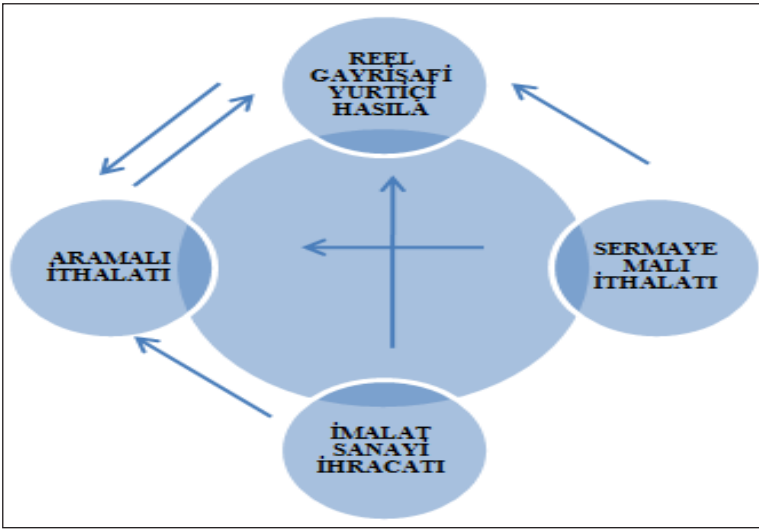 REEL
GAYRİSAFİ
YURTİÇİ
HASILA
ARAMALI
İTHALATI
SERMAYE
MALI
İTHALATI
İMALAT
SANAYİ
İHRACATI